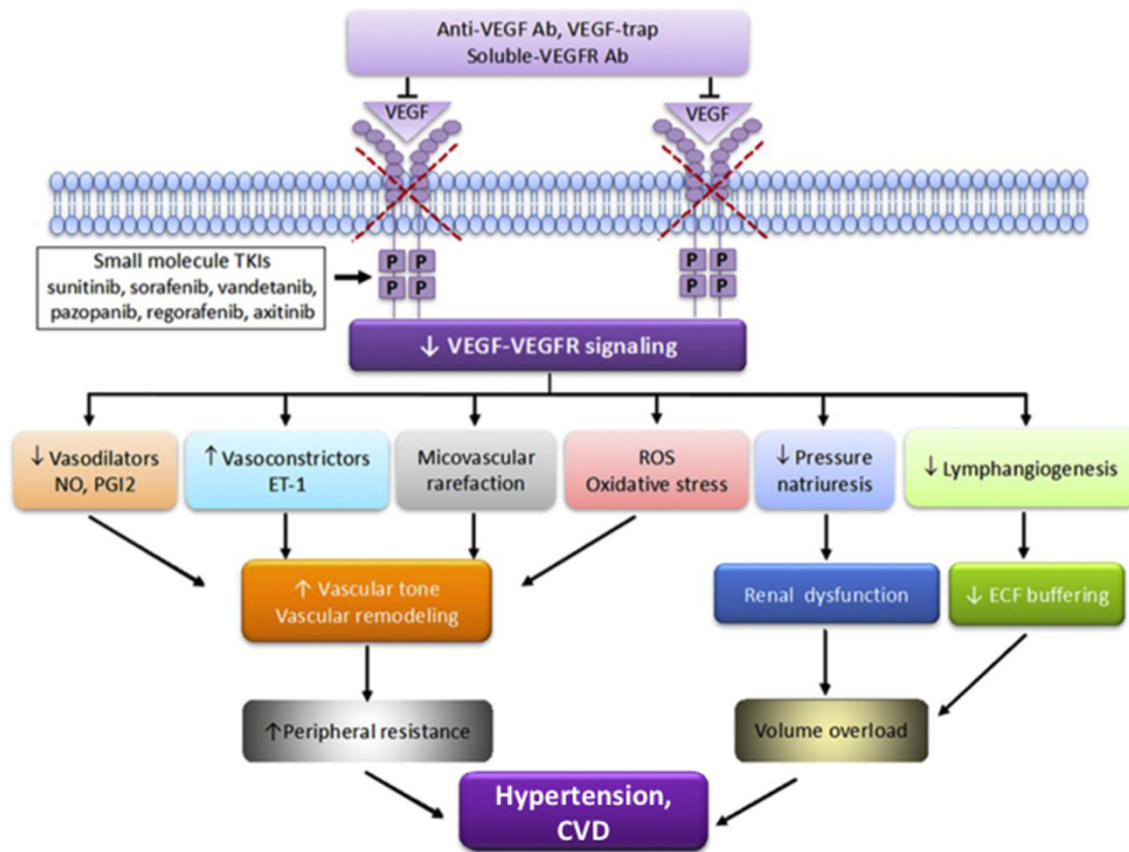 Anti-VEGF Ab, VEGF-trap
Soluble-VEGFR Ab
VEGF
VEGF
Small molecule TKIs
sunitinib, sorafenib, vandetanib,
pazopanib, regorafenib, axitinib
P P
P P
P P
P P
↓ VEGF-VEGFR signaling
↓ Vasodilators
NO, PGI2
↑ Vasoconstrictors
ET-1
Micovascular
rarefaction
ROS
Oxidative stress
↓ Pressure
natriuresis
↓ Lymphangiogenesis
↑ Vascular tone
Vascular remodeling
Renal dysfunction
↓ ECF buffering
↑Peripheral resistance
Volume overload
Hypertension,
CVD